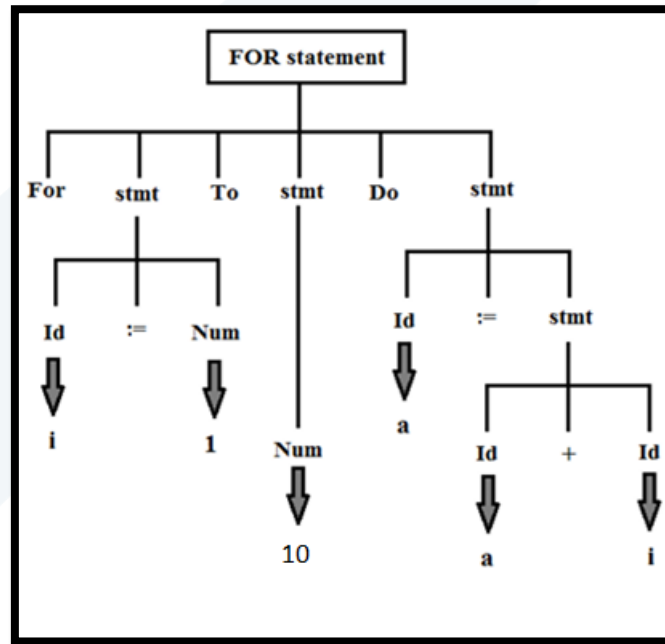 FOR statement
For stmt To stmt Do stmt
Id := Num
Id := stmt
i 1 a
Num
Id + Id
10
a i